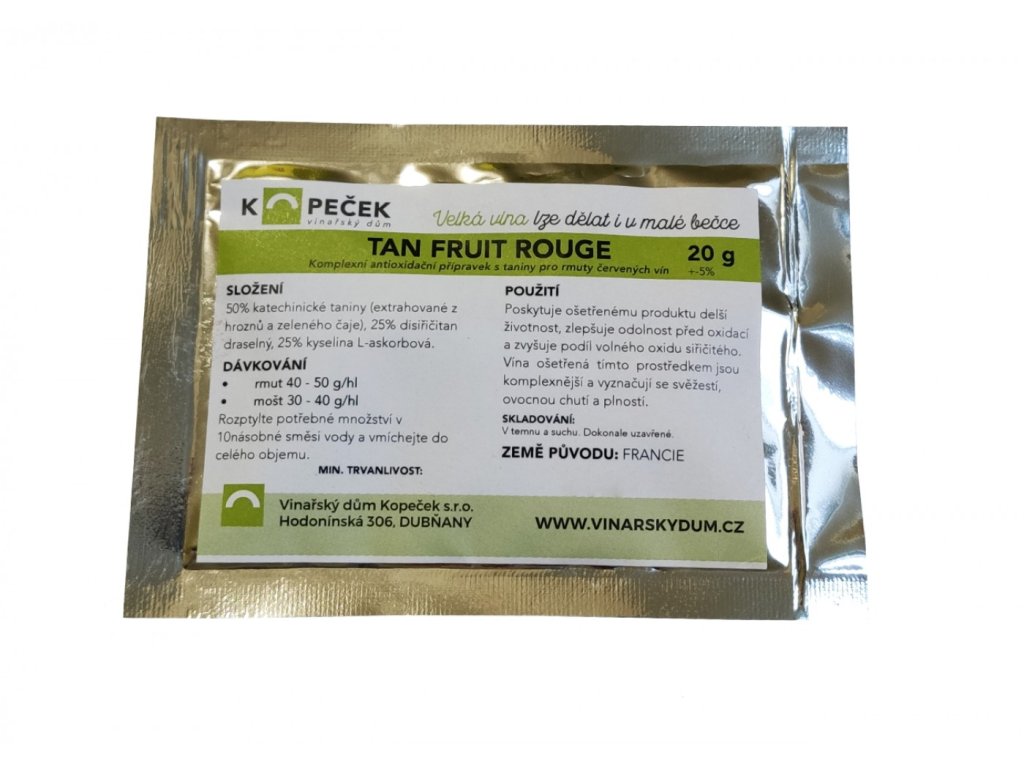 K PEČEK
vinařský dům
Velká vína lze dělat i v malé bečce
TAN FRUIT ROUGE
20 g
Komplexní antioxidační přípravek s taniny pro rmuty červených vín
+-5%
SLOŽENÍ
50% katechinické taniny (extrahované z
hroznů a zeleného čaje), 25% disiřičitan
draselný, 25% kyselina L-askorbová.
DÁVKOVÁNÍ
• rmut 40 - 50 g/hl
• mošt 30 - 40 g/hl
Rozptylte potřebné množství v
10násobné směsi vody a vmíchejte do
celého objemu.
MIN. TRVANLIVOST:
POUŽITÍ
Poskytuje ošetřenému produktu delší
životnost, zlepšuje odolnost před oxidací
a zvyšuje podíl volného oxidu siřičitého.
Vína ošetřená tímto prostředkem jsou
komplexnější a vyznačují se svěžestí,
ovocnou chutí a plností.
SKLADOVÁNÍ:
V temnu a suchu. Dokonale uzavřené.
ZEMĚ PŮVODU: FRANCIE
Vinařský dům Kopeček s.r.o.
Hodonínská 306, DUBŇANY
WWW.VINARSKYDUM.CZ